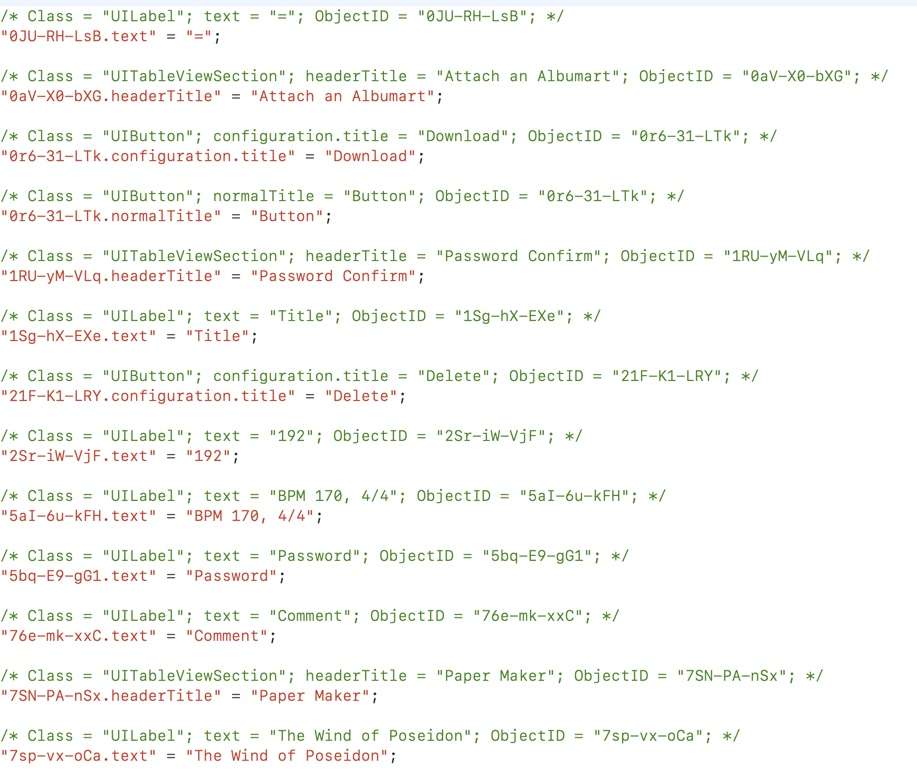 /* Class = "UILabel"; text = "="; ObjectID = "0JU-RH-LsB"; */
"0JU-RH-LsB.text" = "=";
/* Class = "UITableViewSection"; headerTitle = "Attach an Albumart"; ObjectID = "0aV-X0-bXG"; */
"0aV-X0-bXG.headerTitle" = "Attach an Albumart";
/* Class = "UIButton"; configuration.title = "Download"; ObjectID = "0r6-31-LTk"; */
"0r6-31-LTk.configuration.title" = "Download";
/* Class = "UIButton"; normalTitle = "Button"; ObjectID = "0r6-31-LTk"; */
"0r6-31-LTk.normalTitle" = "Button";
/* Class = "UITableViewSection"; headerTitle = "Password Confirm"; ObjectID = "1RU-yM-VLq"; */
"1RU-yM-VLq.headerTitle" = "Password Confirm";
/* Class = "UILabel"; text = "Title"; ObjectID = "1Sg-hX-EXe"; */
"1Sg-hX-EXe.text" = "Title";
/* Class = "UIButton"; configuration.title = "Delete"; ObjectID = "21F-K1-LRY"; */
"21F-K1-LRY.configuration.title" = "Delete";
/* Class = "UILabel"; text = "192"; ObjectID = "2Sr-iW-VjF"; */
"2Sr-iW-VjF.text" = "192";
/* Class = "UILabel"; text = "BPM 170, 4/4"; ObjectID = "5aI-6u-kFH"; */
"5aI-6u-kFH.text" = "BPM 170, 4/4";
/* Class = "UILabel"; text = "Password"; ObjectID = "5bq-E9-gG1"; */
"5bq-E9-gG1.text" = "Password";
/* Class = "UILabel"; text = "Comment"; ObjectID = "76e-mk-xxC"; */
"76e-mk-xxC.text" = "Comment";
/* Class = "UITableViewSection"; headerTitle = "Paper Maker"; ObjectID = "7SN-PA-nSx"; */
"7SN-PA-nSx.headerTitle" = "Paper Maker";
/* Class = "UILabel"; text = "The Wind of Poseidon"; ObjectID = "7sp-vx-oCa"; */
"7sp-vx-oCa.text" = "The Wind of Poseidon";